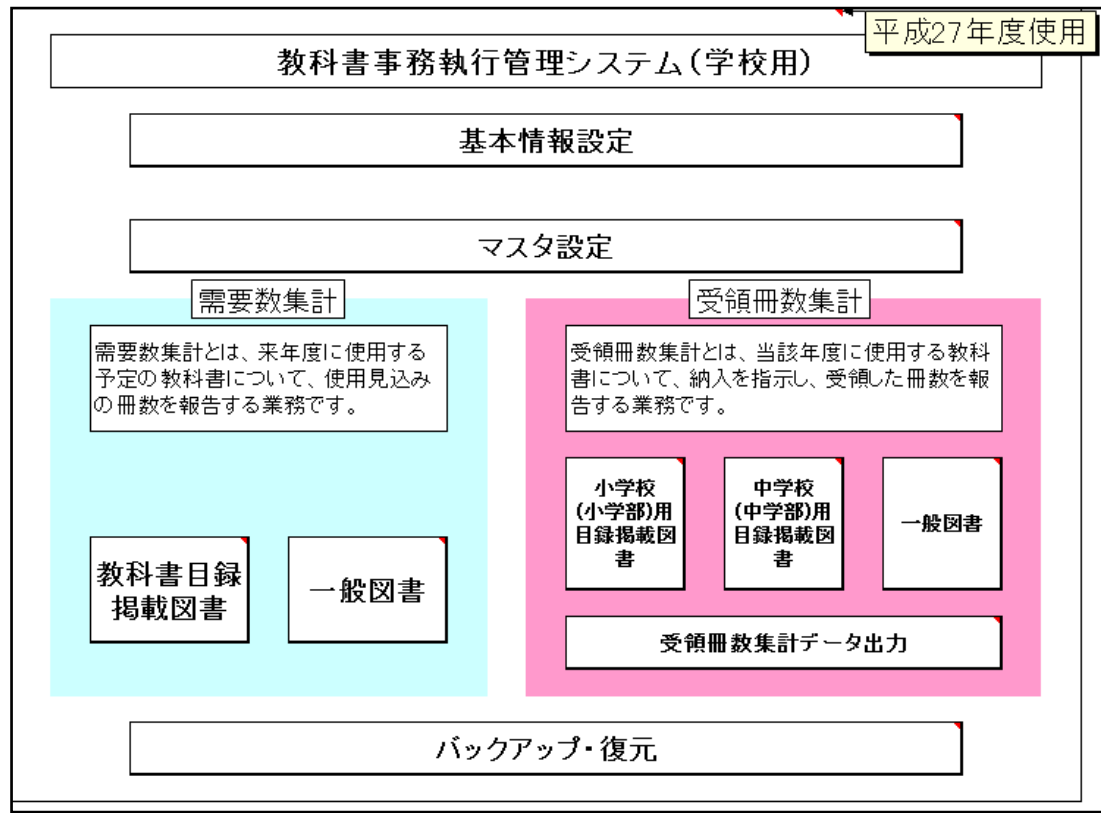 平成27年度使用
教科書事務執行管理システム(学校用)
基本情報設定
マスタ設定
需要数集計
需要数集計とは、来年度に使用する
予定の教科書について、使用見込み
の冊数を報告する業務です。
教科書目録
掲載図書
一般図書
受領冊数集計
受領冊数集計とは、当該年度に使用する教科
書について、納入を指示し、受領した冊数を報
告する業務です。
小学校
(小学部)用
目録掲載図
書
中学校
(中学部)用
目録掲載図
書
一般図書
受領冊数集計データ出力
バックアップ・復元